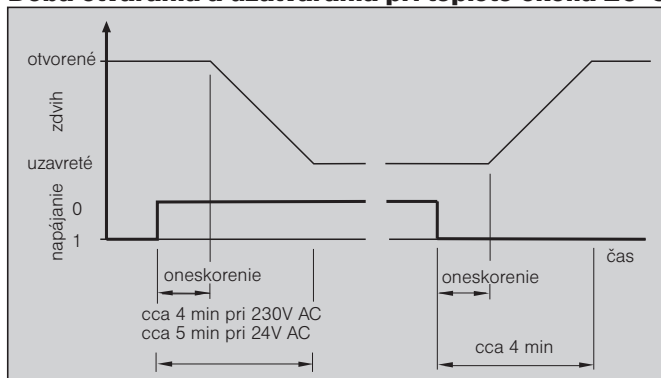 otvorené
zdvih
uzavreté
napájanie
0
1
čas
oneskorenie
oneskorenie
cca 4 min pri 230V AC
cca 5 min pri 24V AC
cca 4 min